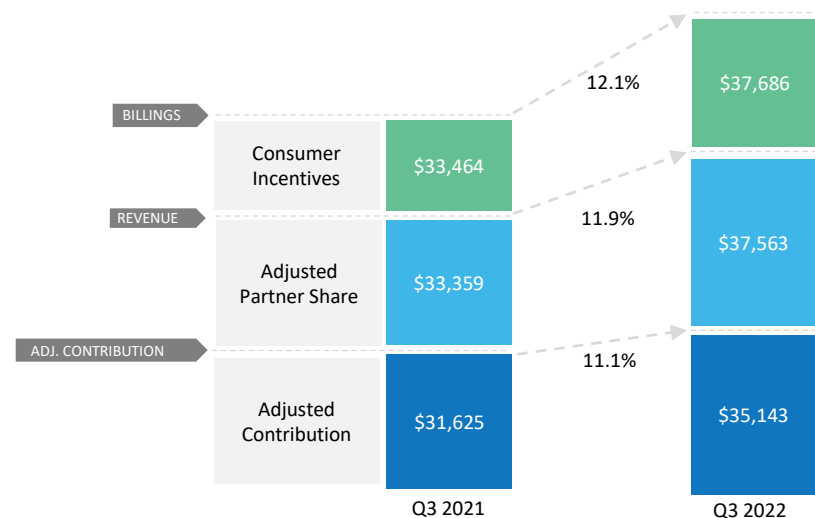 BILLINGS
12.1%
$37,686
Consumer
Incentives
$33,464
REVENUE
11.9%
$37,563
Adjusted
Partner Share
$33,359
ADJ. CONTRIBUTION
11.1%
Adjusted
Contribution
$31,625
$35,143
Q3 2021
Q3 2022